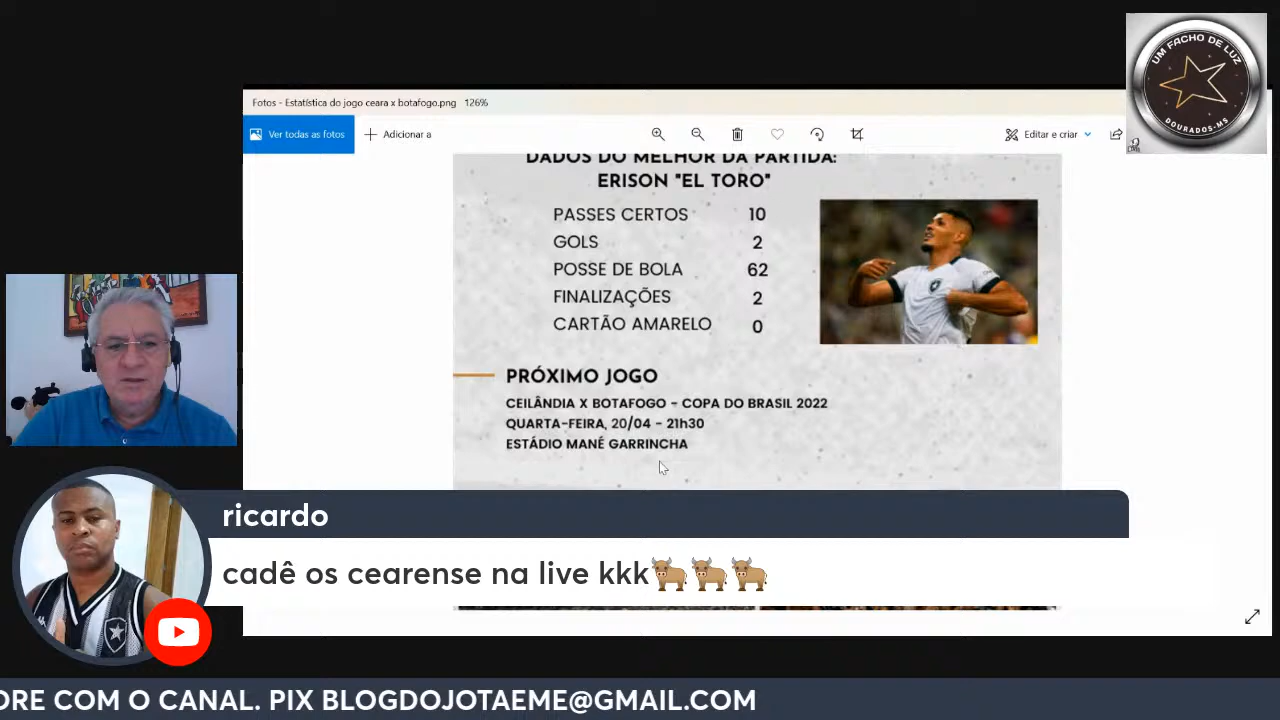 UM FACHO DE LUZ
DOURADOS-MS
Fotos - Estatística do jogo ceara x botafogo.png 126%
Ver todas as fotos
Adicionar a
Editar e criar
DADOS DO MELHOR DA PARTIDA:
ERISON "EL TORO"
PASSES CERTOS 10
GOLS 2
POSSE DE BOLA 62
FINALIZAÇÕES 2
CARTÃO AMARELO 0
PRÓXIMO JOGO
CEILÂNDIA X BOTAFOGO - COPA DO BRASIL 2022
QUARTA-FEIRA, 20/04 - 21h30
ESTÁDIO MANÉ GARRINCHA
ricardo
cadê os cearense na live kkk🐂🐂🐂
ORE COM O CANAL. PIX BLOGDOJOTAEME@GMAIL.COM